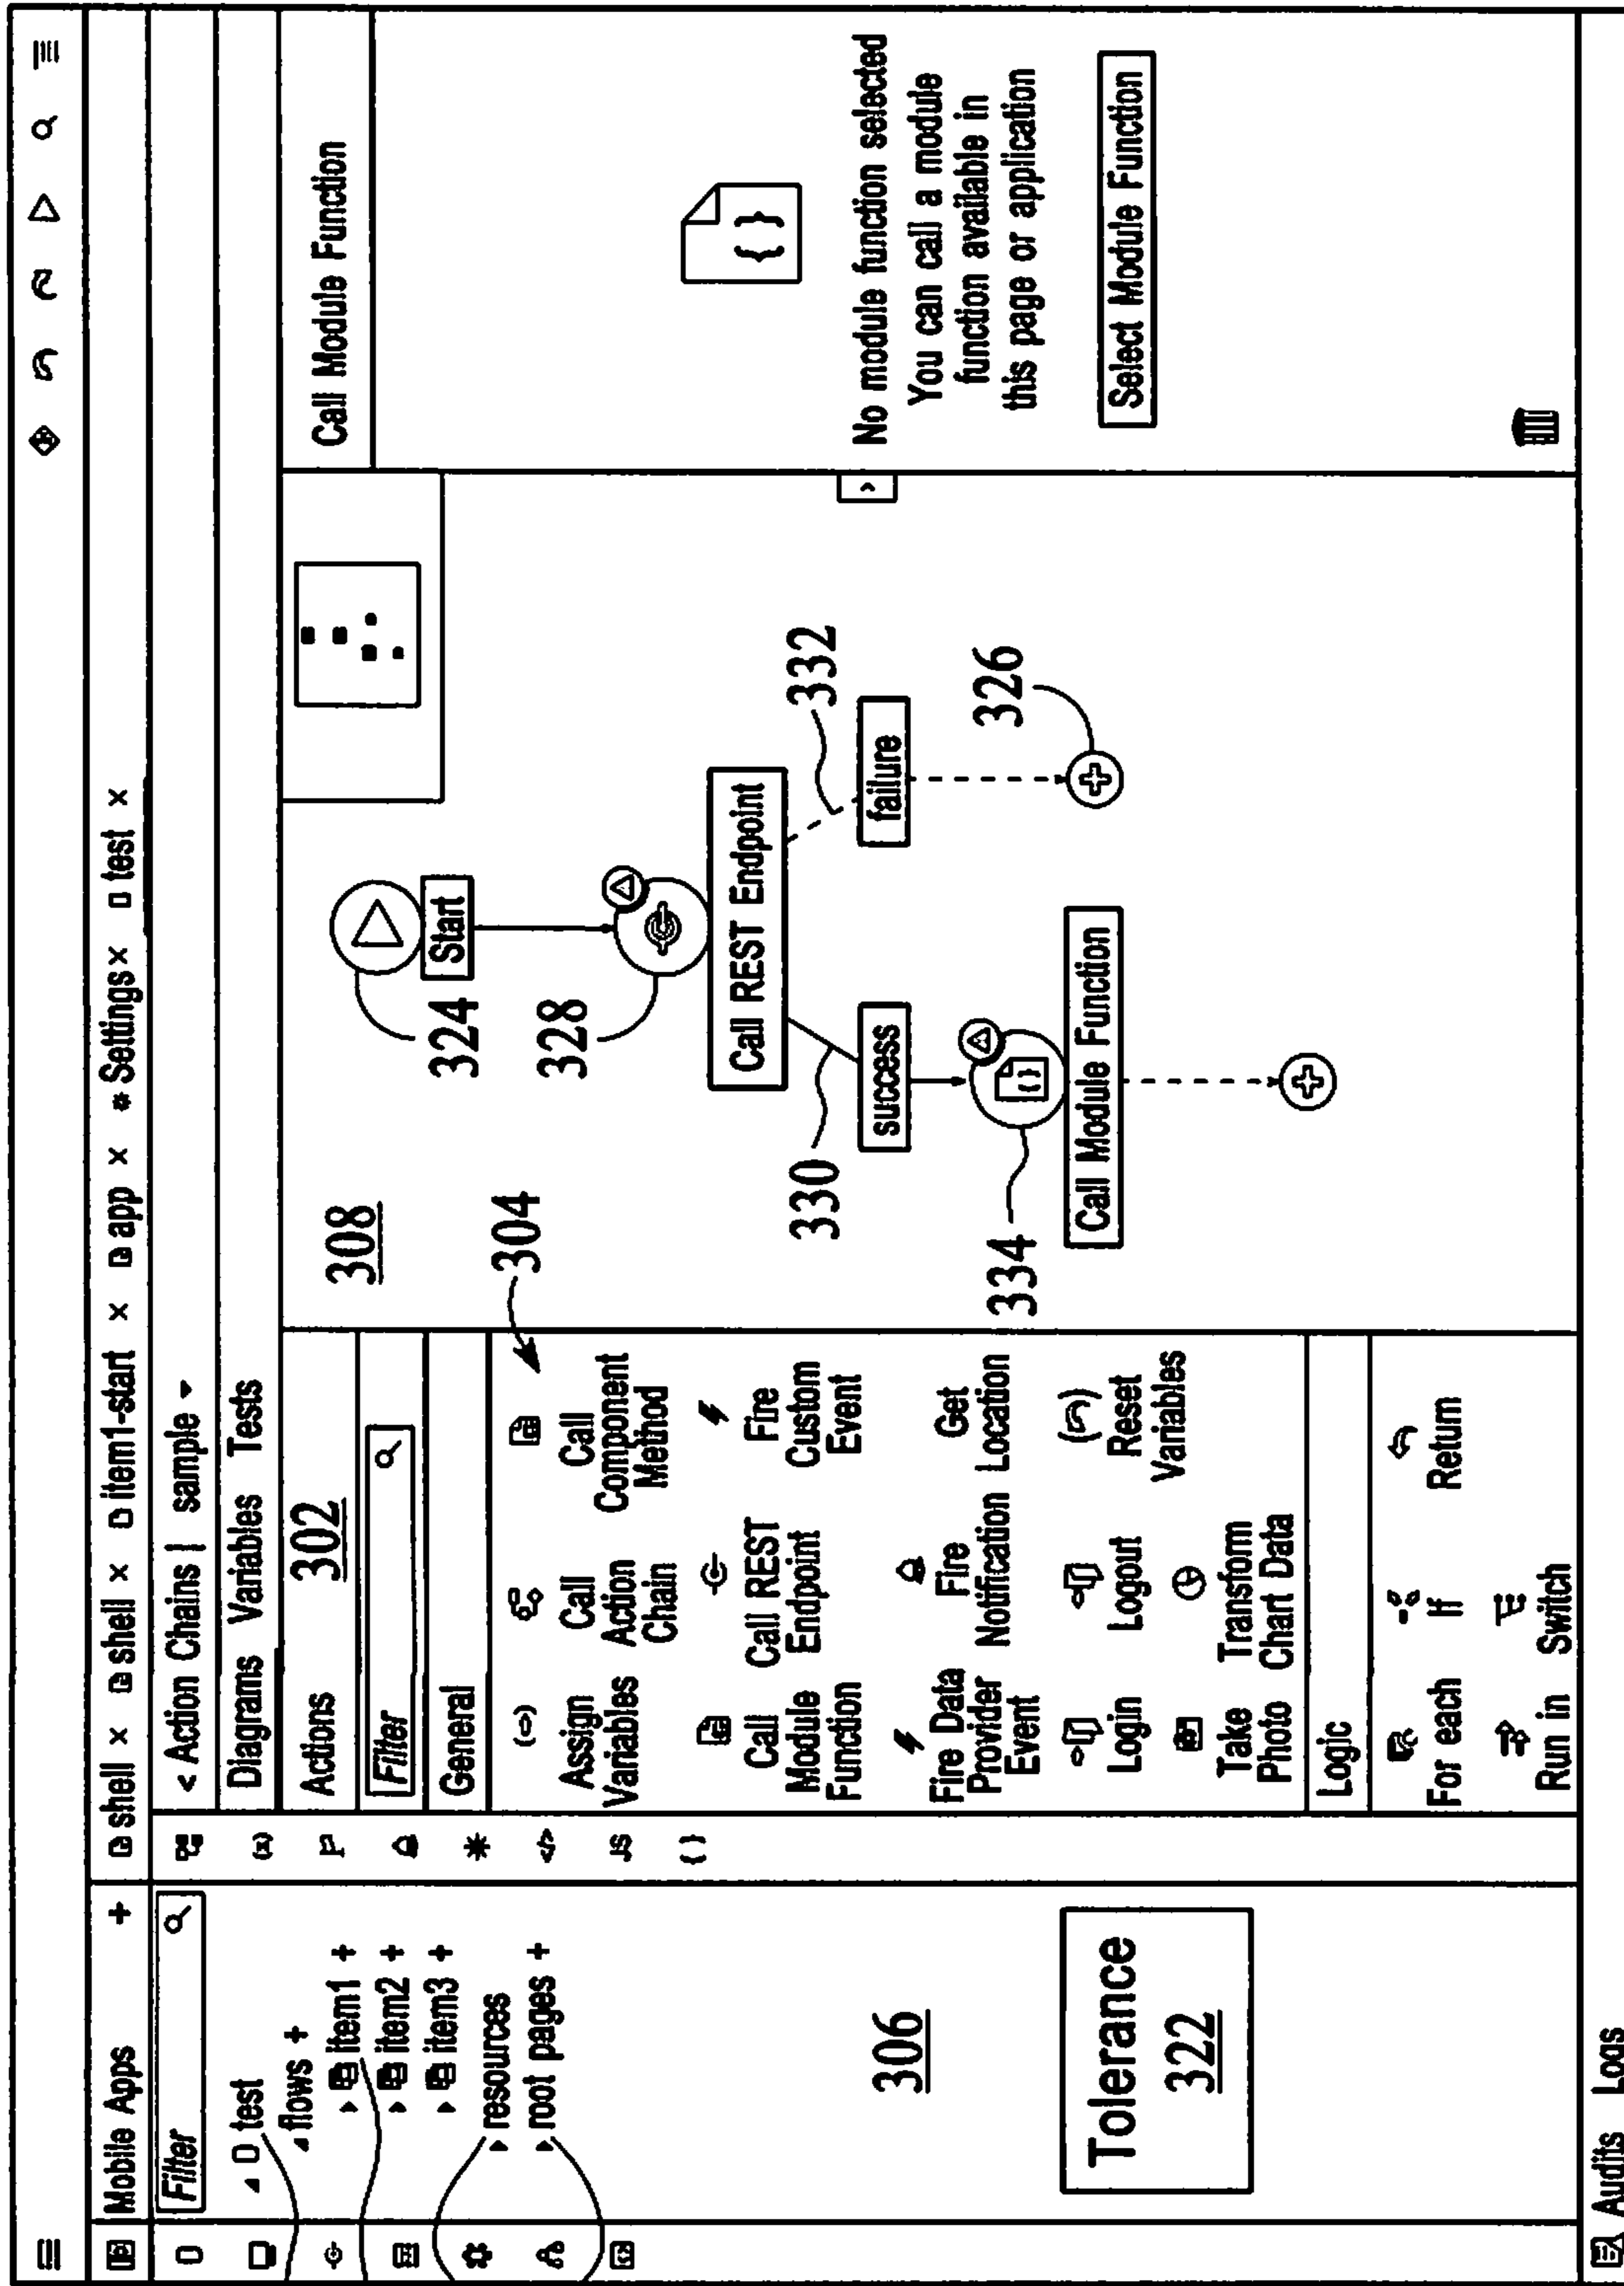 Mobile Apps +
shell × shell × item1-start × app × Settings × test ×
Filter
test
flows +
item1 +
item2 +
item3 +
resources
root pages +
306
Tolerance
322
(x)
JS
{ }
< Action Chains | sample
Diagrams Variables Tests
Actions 302
Filter
General
304
Assign Variables
Call Action Chain
Call Component Method
Call Module Function
Call REST Endpoint
Fire Custom Event
Fire Data Provider Event
Fire Notification
Get Location
Login
Logout
Reset Variables
Take Photo
Transform Chart Data
Logic
For each
If
Return
Run in
Switch
308
324
Start
328
Call REST Endpoint
330
332
success
failure
334
326
{ }
Call Module Function
Call Module Function
{ }
No module function selected
You can call a module
function available in
this page or application
Select Module Function
Audits Logs